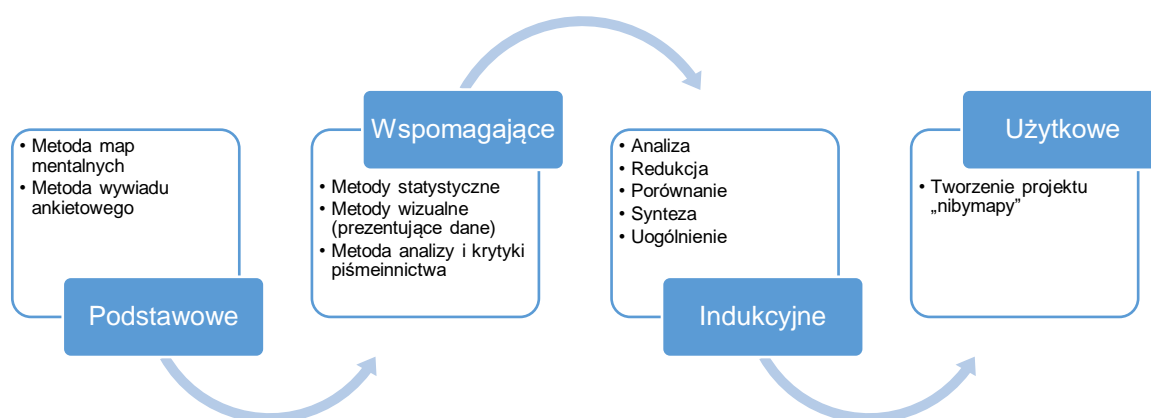 • Metoda map
mentalnych
• Metoda wywiadu
ankietowego
Podstawowe
Wspomagające
• Metody statystyczne
• Metody wizualne
(prezentujące dane)
• Metoda analizy i krytyki
piśmeinnictwa
• Analiza
• Redukcja
• Porównanie
• Synteza
• Uogólnienie
Indukcyjne
Użytkowe
• Tworzenie projektu
„nibymapy”